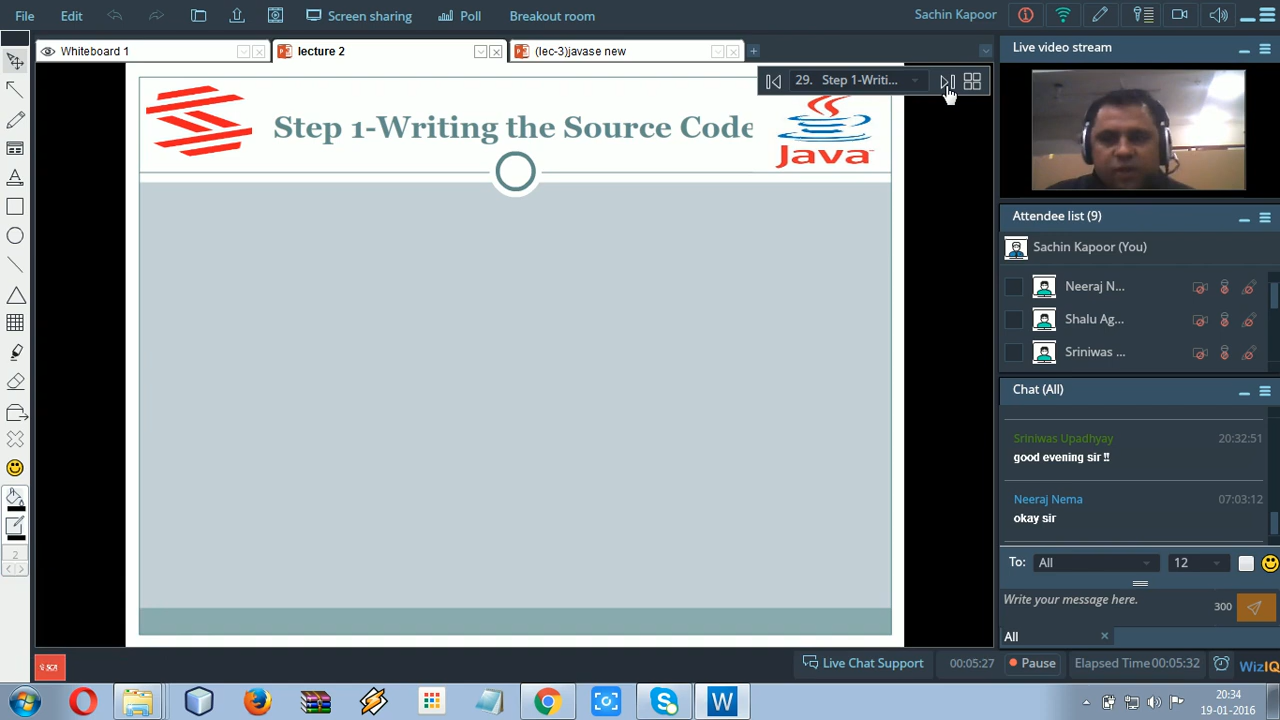 File Edit Screen sharing Poll Breakout room Sachin Kapoor
Whiteboard 1 lecture 2 (lec-3)javase new
29. Step 1-Writi...
Step 1-Writing the Source Code
Java
Live video stream
Attendee list (9)
Sachin Kapoor (You)
Neeraj N...
Shalu Ag...
Sriniwas ...
Chat (All)
Sriniwas Upadhyay 20:32:51
good evening sir !!
Neeraj Nema 07:03:12
okay sir
To: All 12
Write your message here. 300
All
2
SCA Live Chat Support 00:05:27 Pause Elapsed Time 00:05:32 WizIQ
20:34
19-01-2016